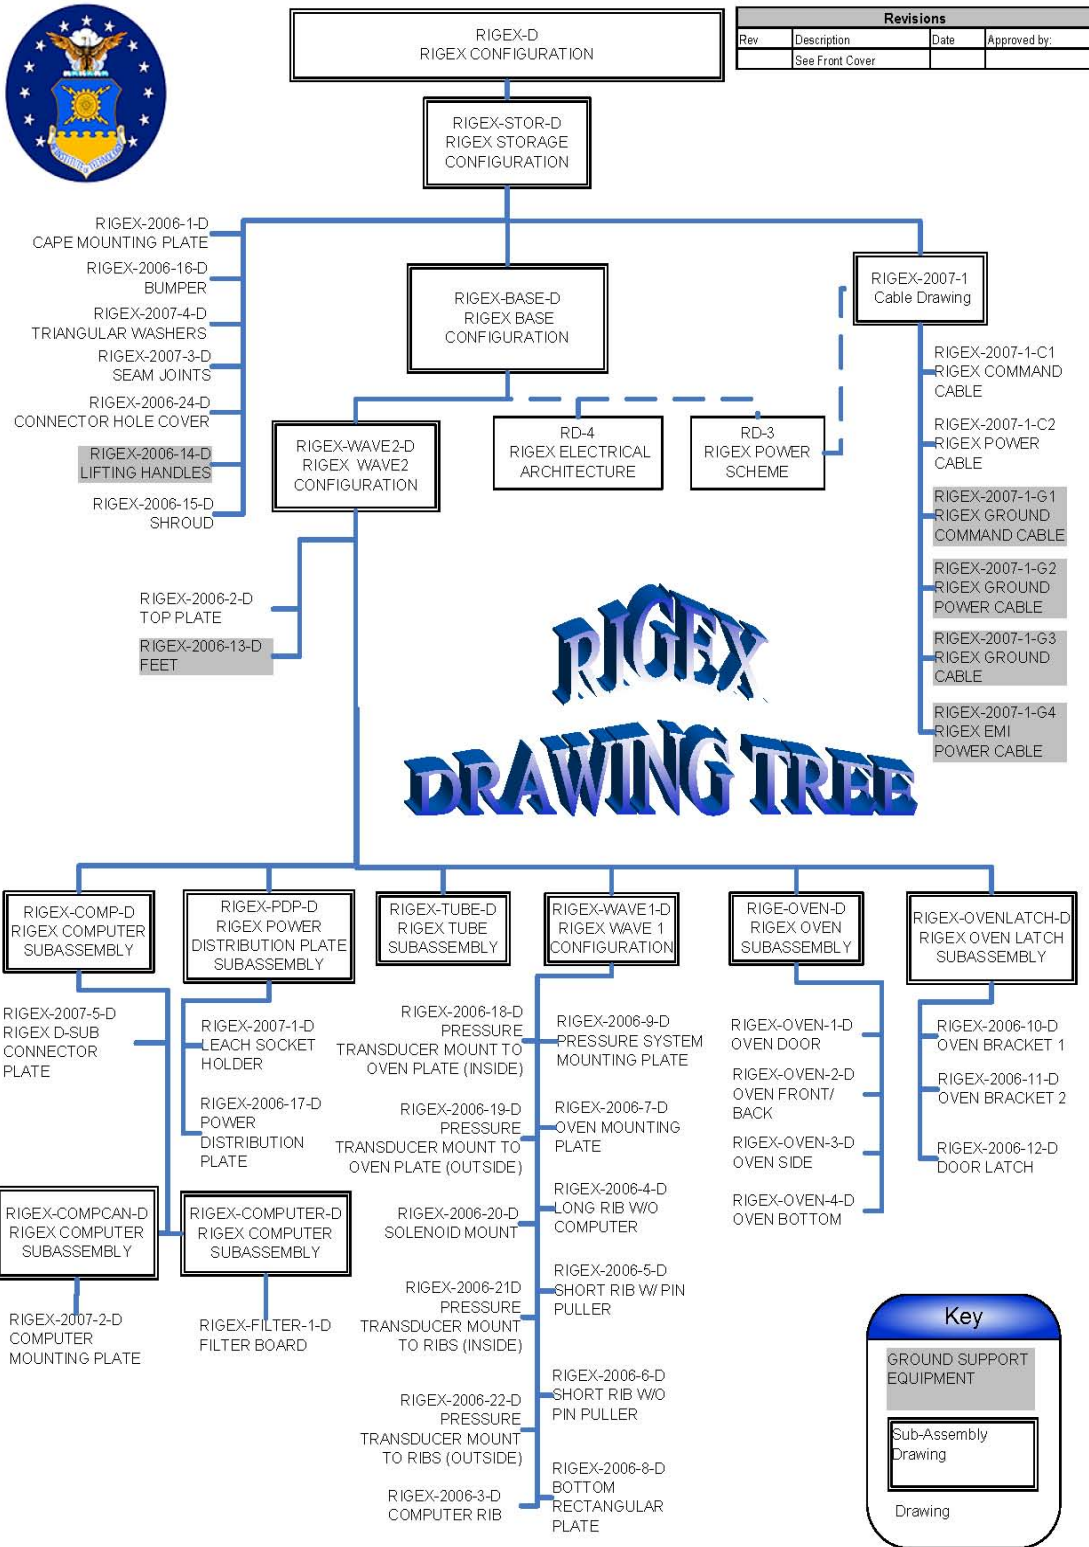 RIGEX-D
RIGEX CONFIGURATION
Revisions
Rev Description Date Approved by:
See Front Cover
RIGEX-STOR-D
RIGEX STORAGE
CONFIGURATION
RIGEX-2006-1-D
CAPE MOUNTING PLATE
RIGEX-2006-16-D
BUMPER
RIGEX-2007-4-D
TRIANGULAR WASHERS
RIGEX-2007-3-D
SEAM JOINTS
RIGEX-2006-24-D
CONNECTOR HOLE COVER
RIGEX-2006-14-D
LIFTING HANDLES
RIGEX-2006-15-D
SHROUD
RIGEX-BASE-D
RIGEX BASE
CONFIGURATION
RIGEX-2007-1
Cable Drawing
RIGEX-2007-1-C1
RIGEX COMMAND
CABLE
RIGEX-2007-1-C2
RIGEX POWER
CABLE
RIGEX-2007-1-G1
RIGEX GROUND
COMMAND CABLE
RIGEX-2007-1-G2
RIGEX GROUND
POWER CABLE
RIGEX-2007-1-G3
RIGEX GROUND
CABLE
RIGEX-2007-1-G4
RIGEX EMI
POWER CABLE
RIGEX-WAVE2-D
RIGEX WAVE2
CONFIGURATION
RD-4
RIGEX ELECTRICAL
ARCHITECTURE
RD-3
RIGEX POWER
SCHEME
RIGEX-2006-2-D
TOP PLATE
RIGEX-2006-13-D
FEET
RIGEX
DRAWING TREE
RIGEX-COMP-D
RIGEX COMPUTER
SUBASSEMBLY
RIGEX-PDP-D
RIGEX POWER
DISTRIBUTION PLATE
SUBASSEMBLY
RIGEX-TUBE-D
RIGEX TUBE
SUBASSEMBLY
RIGEX-WAVE1-D
RIGEX WAVE 1
CONFIGURATION
RIGE-OVEN-D
RIGEX OVEN
SUBASSEMBLY
RIGEX-OVENLATCH-D
RIGEX OVEN LATCH
SUBASSEMBLY
RIGEX-2007-5-D
RIGEX D-SUB
CONNECTOR
PLATE
RIGEX-2007-1-D
LEACH SOCKET
HOLDER
RIGEX-2006-17-D
POWER
DISTRIBUTION
PLATE
RIGEX-COMPCAN-D
RIGEX COMPUTER
SUBASSEMBLY
RIGEX-COMPUTER-D
RIGEX COMPUTER
SUBASSEMBLY
RIGEX-2007-2-D
COMPUTER
MOUNTING PLATE
RIGEX-FILTER-1-D
FILTER BOARD
RIGEX-2006-18-D
PRESSURE
TRANSDUCER MOUNT TO
OVEN PLATE (INSIDE)
RIGEX-2006-19-D
PRESSURE
TRANSDUCER MOUNT TO
OVEN PLATE (OUTSIDE)
RIGEX-2006-20-D
SOLENOID MOUNT
RIGEX-2006-21D
PRESSURE
TRANSDUCER MOUNT
TO RIBS (INSIDE)
RIGEX-2006-22-D
PRESSURE
TRANSDUCER MOUNT
TO RIBS (OUTSIDE)
RIGEX-2006-3-D
COMPUTER RIB
RIGEX-2006-9-D
PRESSURE SYSTEM
MOUNTING PLATE
RIGEX-2006-7-D
OVEN MOUNTING
PLATE
RIGEX-2006-4-D
LONG RIB W/O
COMPUTER
RIGEX-2006-5-D
SHORT RIB W/ PIN
PULLER
RIGEX-2006-6-D
SHORT RIB W/O
PIN PULLER
RIGEX-2006-8-D
BOTTOM
RECTANGULAR
PLATE
RIGEX-OVEN-1-D
OVEN DOOR
RIGEX-OVEN-2-D
OVEN FRONT/
BACK
RIGEX-OVEN-3-D
OVEN SIDE
RIGEX-OVEN-4-D
OVEN BOTTOM
RIGEX-2006-10-D
OVEN BRACKET 1
RIGEX-2006-11-D
OVEN BRACKET 2
RIGEX-2006-12-D
DOOR LATCH
Key
GROUND SUPPORT
EQUIPMENT
Sub-Assembly
Drawing
Drawing